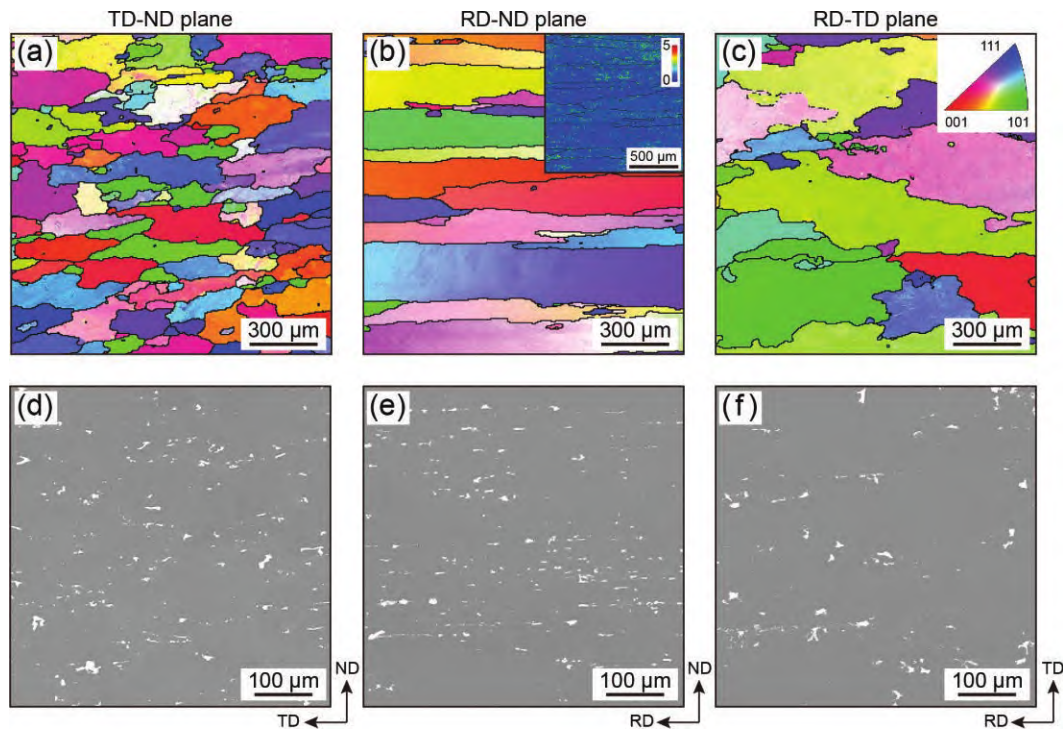 TD-ND plane
RD-ND plane
RD-TD plane
(a)
300 µm
(b)
5
0
500 µm
300 µm
(c)
111
001
101
300 µm
(d)
100 µm
(e)
100 µm
(f)
100 µm
ND
TD
ND
RD
TD
RD